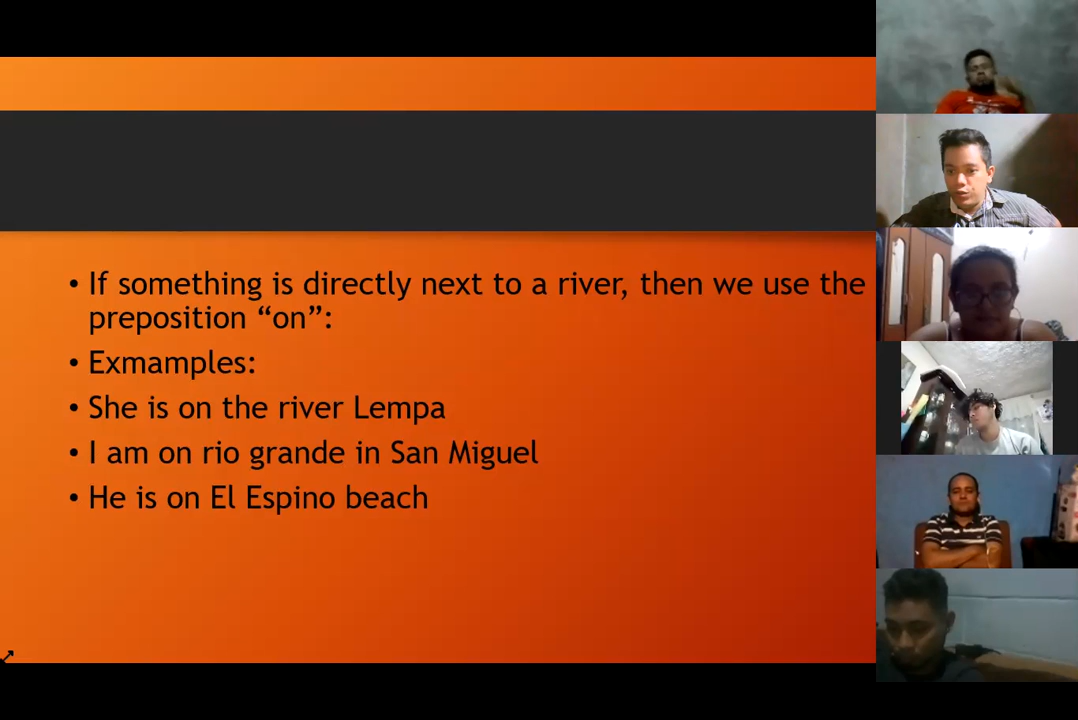 • If something is directly next to a river, then we use the
preposition “on”:
• Exmamples:
• She is on the river Lempa
• I am on rio grande in San Miguel
• He is on El Espino beach